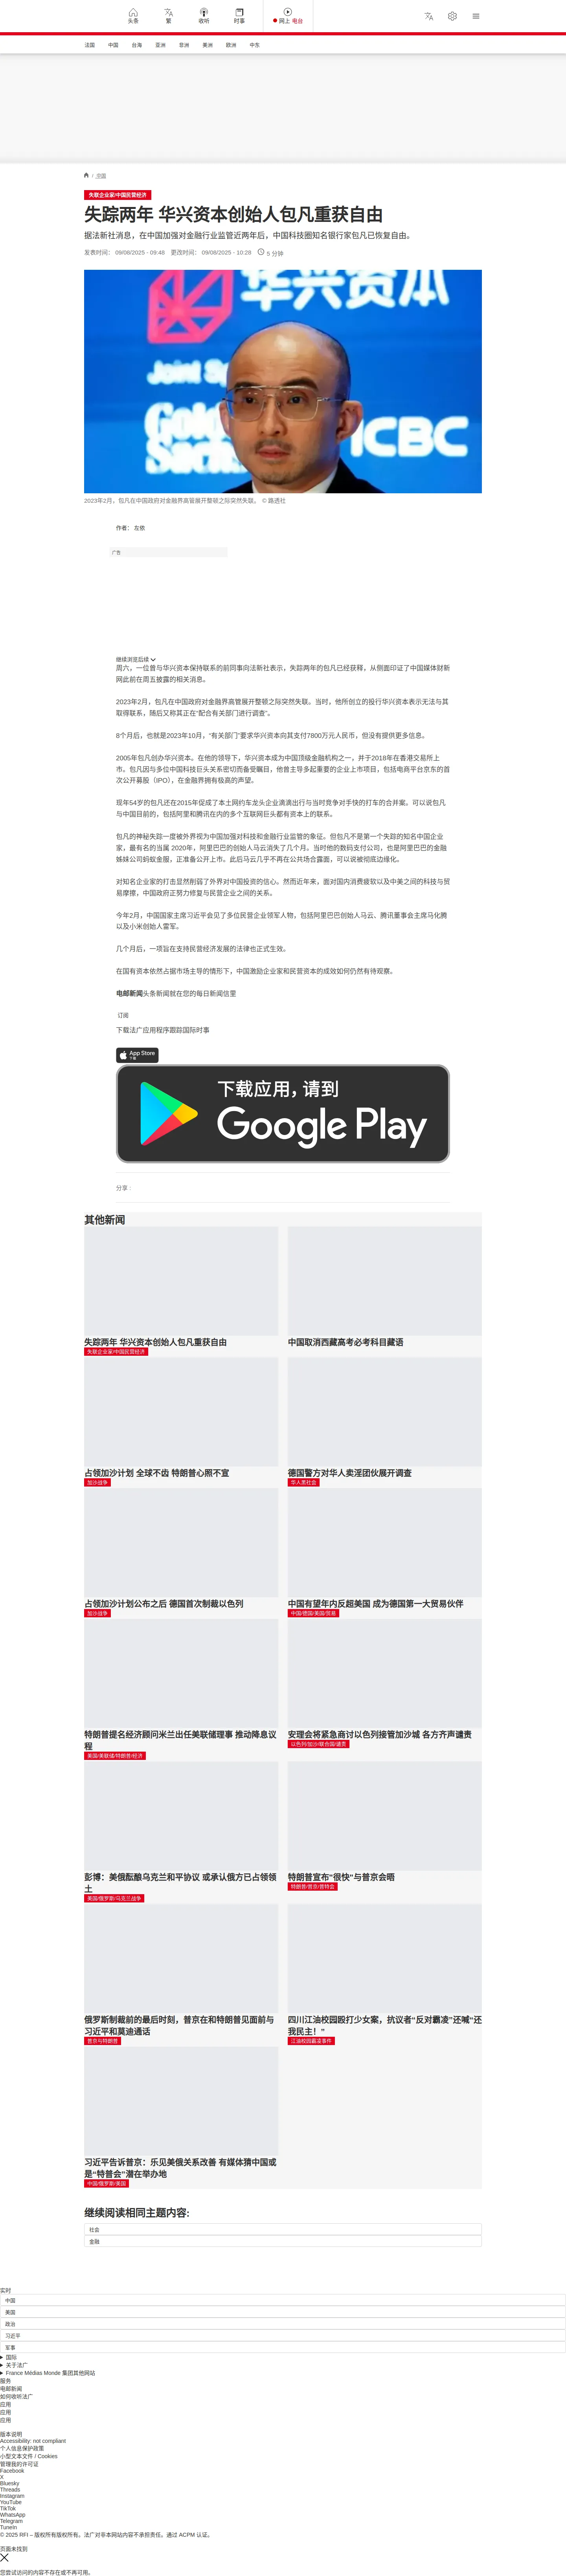 头条
繁
收听
时事
网上 电台
法国
中国
台海
亚洲
非洲
美洲
欧洲
中东
/ 中国
失联企业家/中国民营经济
失踪两年 华兴资本创始人包凡重获自由
据法新社消息，在中国加强对金融行业监管近两年后，中国科技圈知名银行家包凡已恢复自由。
发表时间： 09/08/2025 - 09:48 更改时间： 09/08/2025 - 10:28 5 分钟
华兴资本
Joint S
Gol
ICBC
2023年2月，包凡在中国政府对金融界高管展开整顿之际突然失联。 © 路透社
作者： 左依
广告
继续浏览后续
周六，一位曾与华兴资本保持联系的前同事向法新社表示，失踪两年的包凡已经获释，从侧面印证了中国媒体财新
网此前在周五披露的相关消息。
2023年2月，包凡在中国政府对金融界高管展开整顿之际突然失联。当时，他所创立的投行华兴资本表示无法与其
取得联系，随后又称其正在“配合有关部门进行调查”。
8个月后，也就是2023年10月，“有关部门”要求华兴资本向其支付7800万元人民币，但没有提供更多信息。
2005年包凡创办华兴资本。在他的领导下，华兴资本成为中国顶级金融机构之一，并于2018年在香港交易所上
市。包凡因与多位中国科技巨头关系密切而备受瞩目，他曾主导多起重要的企业上市项目，包括电商平台京东的首
次公开募股（IPO），在金融界拥有极高的声望。
现年54岁的包凡还在2015年促成了本土网约车龙头企业滴滴出行与当时竞争对手快的打车的合并案。可以说包凡
与中国目前的，包括阿里和腾讯在内的多个互联网巨头都有资本上的联系。
包凡的神秘失踪一度被外界视为中国加强对科技和金融行业监管的象征。但包凡不是第一个失踪的知名中国企业
家，最有名的当属 2020年，阿里巴巴的创始人马云消失了几个月。当时他的数码支付公司，也是阿里巴巴的金融
姊妹公司蚂蚁金服，正准备公开上市。此后马云几乎不再在公共场合露面，可以说被彻底边缘化。
对知名企业家的打击显然削弱了外界对中国投资的信心。然而近年来，面对国内消费疲软以及中美之间的科技与贸
易摩擦，中国政府正努力修复与民营企业之间的关系。
今年2月，中国国家主席习近平会见了多位民营企业领军人物，包括阿里巴巴创始人马云、腾讯董事会主席马化腾
以及小米创始人雷军。
几个月后，一项旨在支持民营经济发展的法律也正式生效。
在国有资本依然占据市场主导的情形下，中国激励企业家和民营资本的成效如何仍然有待观察。
电邮新闻头条新闻就在您的每日新闻信里
订阅
下载法广应用程序跟踪国际时事
App Store
下载
下载应用，请到
Google Play
分享 :
其他新闻
失踪两年 华兴资本创始人包凡重获自由
失联企业家/中国民营经济
中国取消西藏高考必考科目藏语
占领加沙计划 全球不齿 特朗普心照不宣
加沙战争
德国警方对华人卖淫团伙展开调查
华人黑社会
占领加沙计划公布之后 德国首次制裁以色列
加沙战争
中国有望年内反超美国 成为德国第一大贸易伙伴
中国/德国/美国/贸易
特朗普提名经济顾问米兰出任美联储理事 推动降息议
程
美国/美联储/特朗普/经济
安理会将紧急商讨以色列接管加沙城 各方齐声谴责
以色列/加沙/联合国/谴责
彭博：美俄酝酿乌克兰和平协议 或承认俄方已占领领
土
美国/俄罗斯/乌克兰战争
特朗普宣布"很快"与普京会晤
特朗普/普京/普特会
俄罗斯制裁前的最后时刻，普京在和特朗普见面前与
习近平和莫迪通话
普京与特朗普
四川江油校园殴打少女案，抗议者"反对霸凌"还喊"还
我民主！"
江油校园霸凌事件
习近平告诉普京：乐见美俄关系改善 有媒体猜中国或
是“特普会”潜在举办地
中国/俄罗斯/美国
继续阅读相同主题内容:
社会
金融
实时
中国
美国
政治
习近平
军事
国际
关于法广
France Médias Monde 集团其他网站
服务
电邮新闻
如何收听法广
应用
应用
应用
版本说明
Accessibility: not compliant
个人信息保护政策
小型文本文件 / Cookies
管理我的许可证
Facebook
X
Bluesky
Threads
Instagram
YouTube
TikTok
WhatsApp
Telegram
TuneIn
© 2025 RFI – 版权所有版权所有。法广对非本网站内容不承担责任。通过 ACPM 认证。
页面未找到
您尝试访问的内容不存在或不再可用。